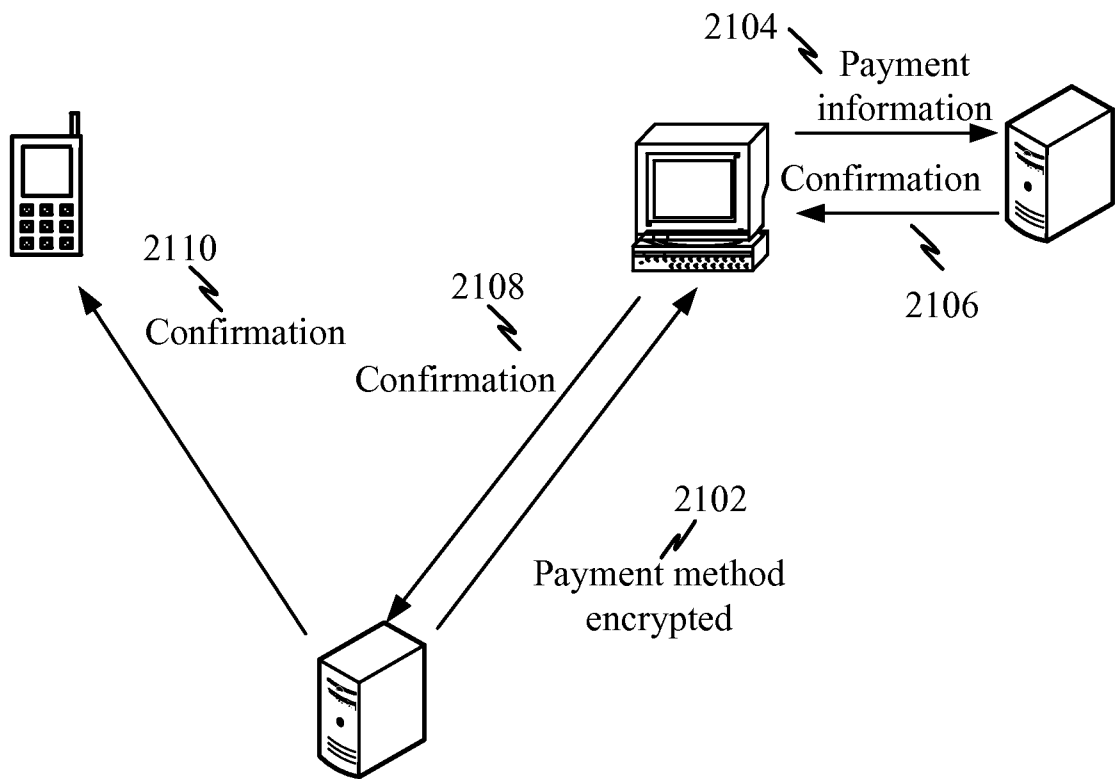 2104
Payment
information
Confirmation
2106
2110
Confirmation
2108
Confirmation
2102
Payment method
encrypted